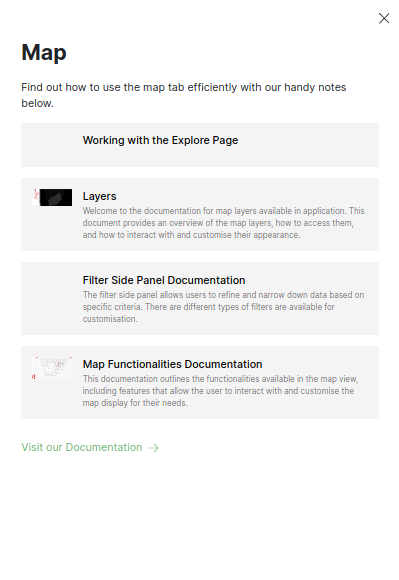 Map
Find out how to use the map tab efficiently with our handy notes
below.
Working with the Explore Page
Layers
Welcome to the documentation for map layers available in application. This
document provides an overview of the map layers, how to access them,
and how to interact with and customise their appearance.
Filter Side Panel Documentation
The filter side panel allows users to refine and narrow down data based on
specific criteria. There are different types of filters are available for
customisation.
Map Functionalities Documentation
This documentation outlines the functionalities available in the map view,
including features that allow the user to interact with and customise the
map display for their needs.
Visit our Documentation →